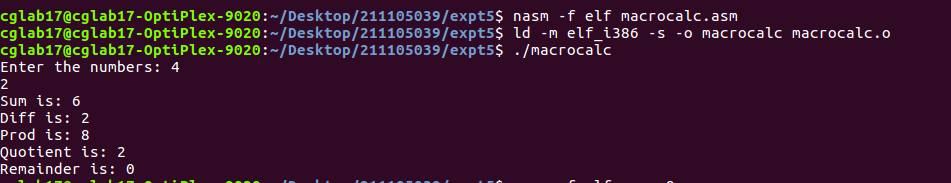 cglab17@cglab17-OptiPlex-9020:~/Desktop/211105039/expt5$ nasm -f elf macrocalc.asm
cglab17@cglab17-OptiPlex-9020:~/Desktop/211105039/expt5$ ld -m elf_i386 -s -o macrocalc macrocalc.o
cglab17@cglab17-OptiPlex-9020:~/Desktop/211105039/expt5$ ./macrocalc
Enter the numbers: 4
2
Sum is: 6
Diff is: 2
Prod is: 8
Quotient is: 2
Remainder is: 0